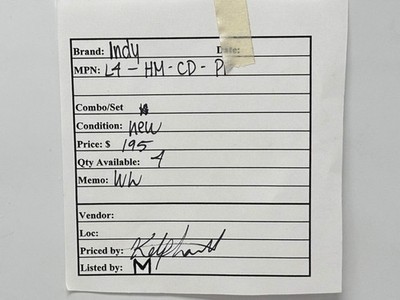 Brand: Indy Date:
MPN: L4-HM-CD-P
Combo/Set
Condition: new
Price: $ 195
Qty Available: 4
Memo: WW
Vendor:
Loc:
Priced by:
Listed by: M